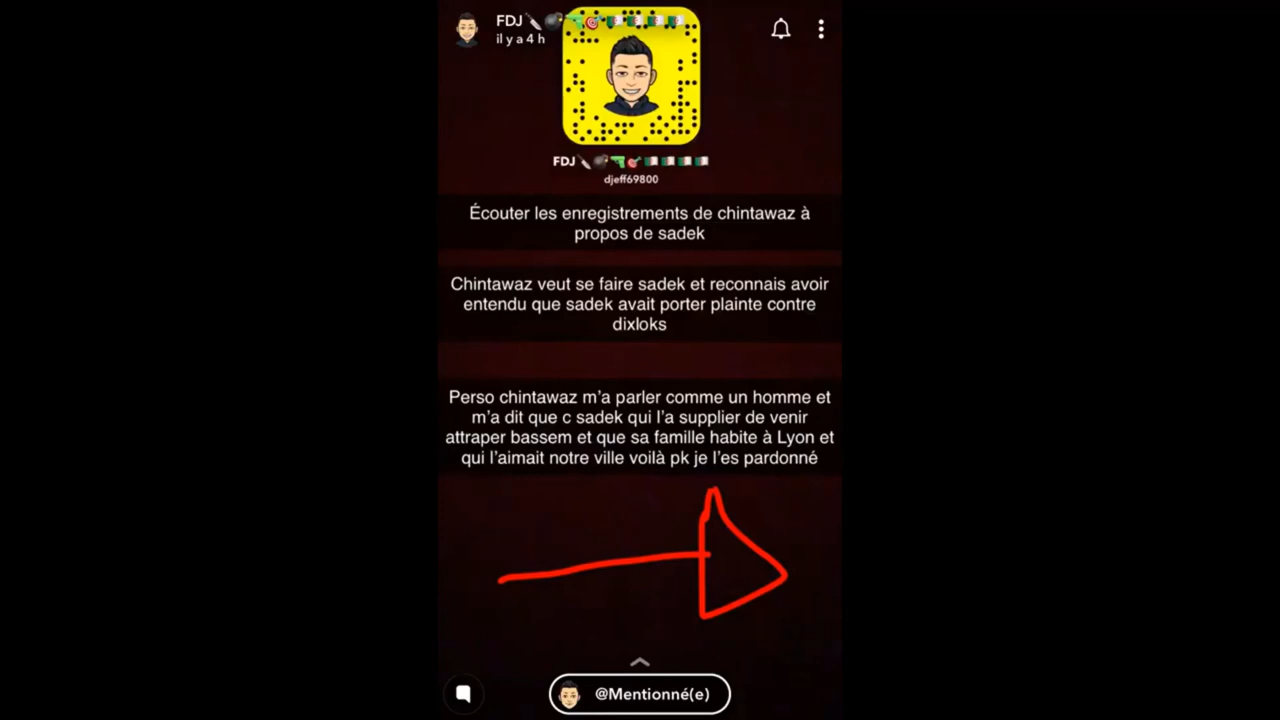 FDJ
il y a 4 h
FDJ
djeff69800
Écouter les enregistrements de chintawaz à
propos de sadek
Chintawaz veut se faire sadek et reconnais avoir
entendu que sadek avait porter plainte contre
dixloks
Perso chintawaz m'a parler comme un homme et
m'a dit que c sadek qui l'a supplier de venir
attraper bassem et que sa famille habite à Lyon et
qui l'aimait notre ville voilà pk je l'es pardonné
@Mentionné(e)